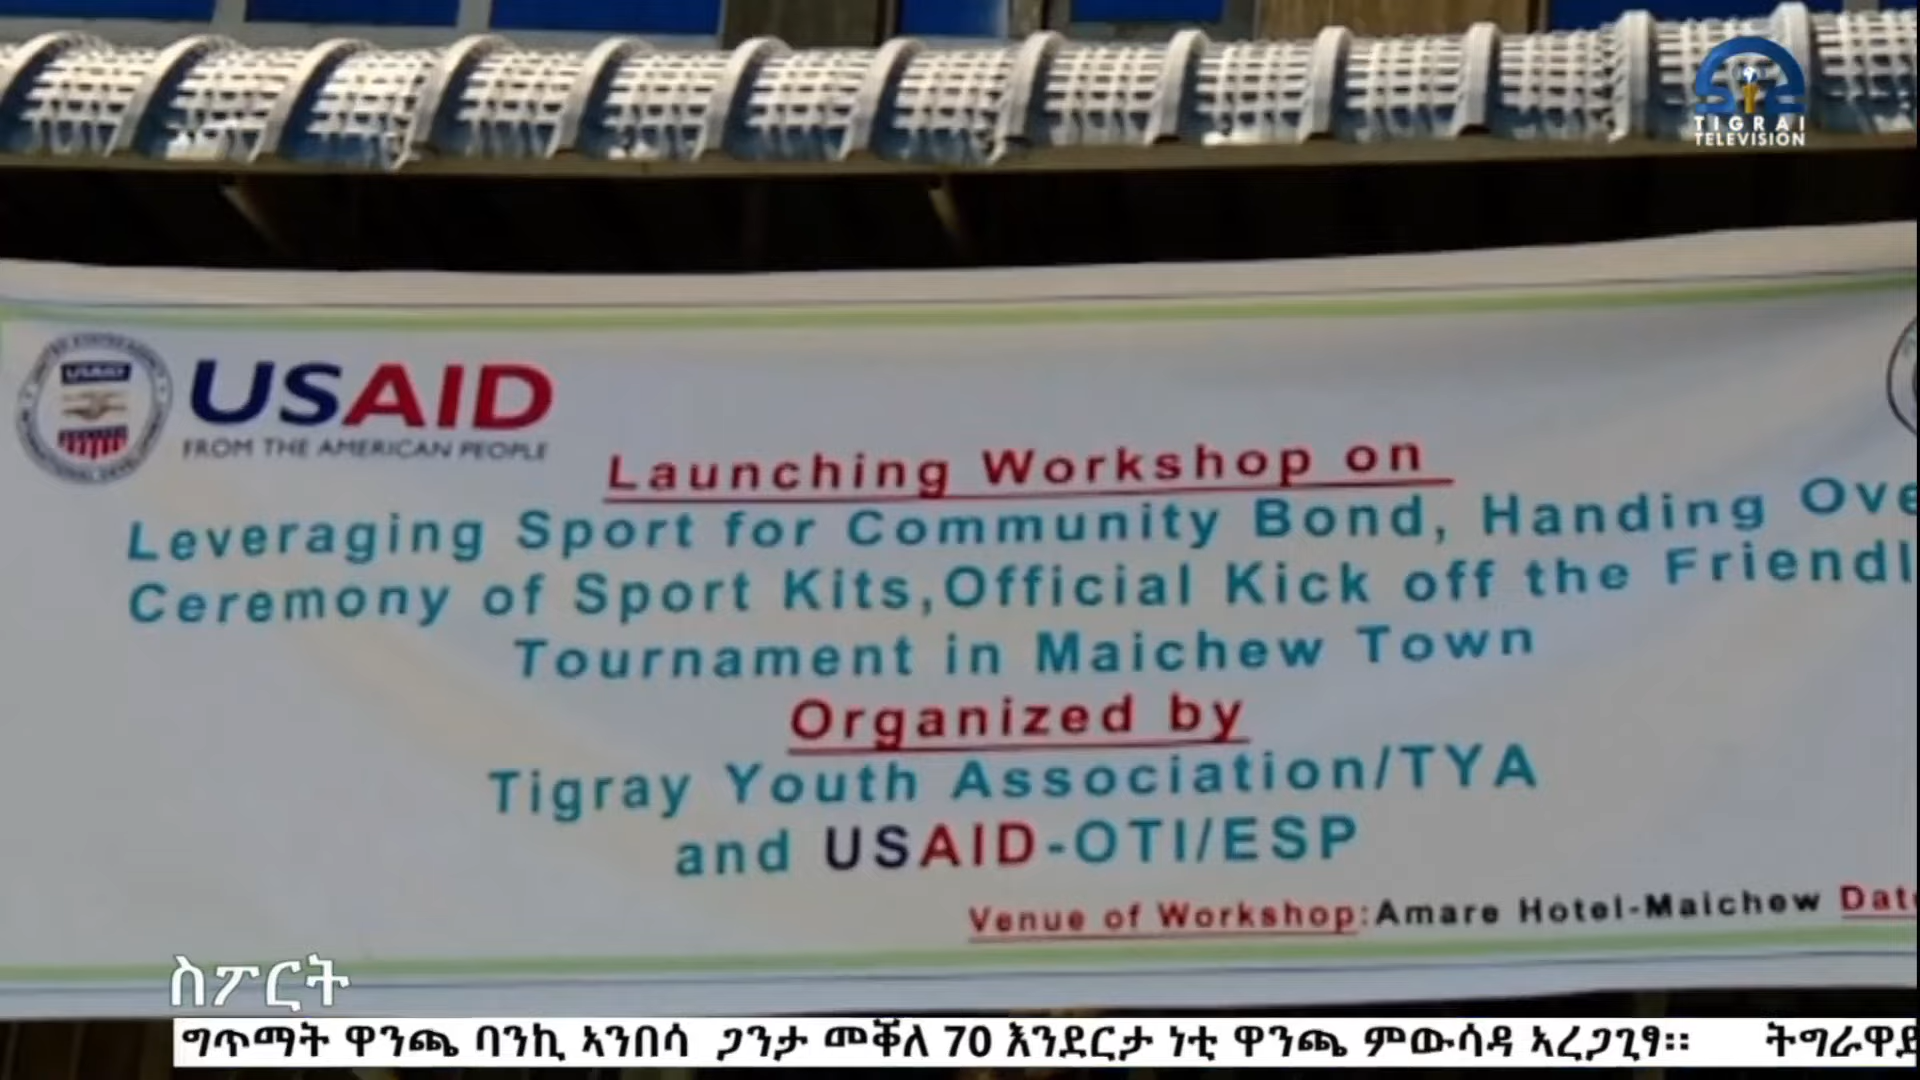 TIGRAI
TELEVISION
USAID
USAID
FROM THE AMERICAN PEOPLE
Launching Workshop on
Leveraging Sport for Community Bond, Handing Ove
Ceremony of Sport Kits,Official Kick off the Friendl
Tournament in Maichew Town
Organized by
Tigray Youth Association/TYA
and USAID-OTI/ESP
Venue of Workshop:Amare Hotel-Maichew Dat
ስፖርት
ግጥማት ዋንጫ ባንኪ ኣንበሳ ጋንታ መቐለ 70 እንደርታ ነቲ ዋንጫ ምውሳዳ ኣረጋጊፃ። ትግራዋይ